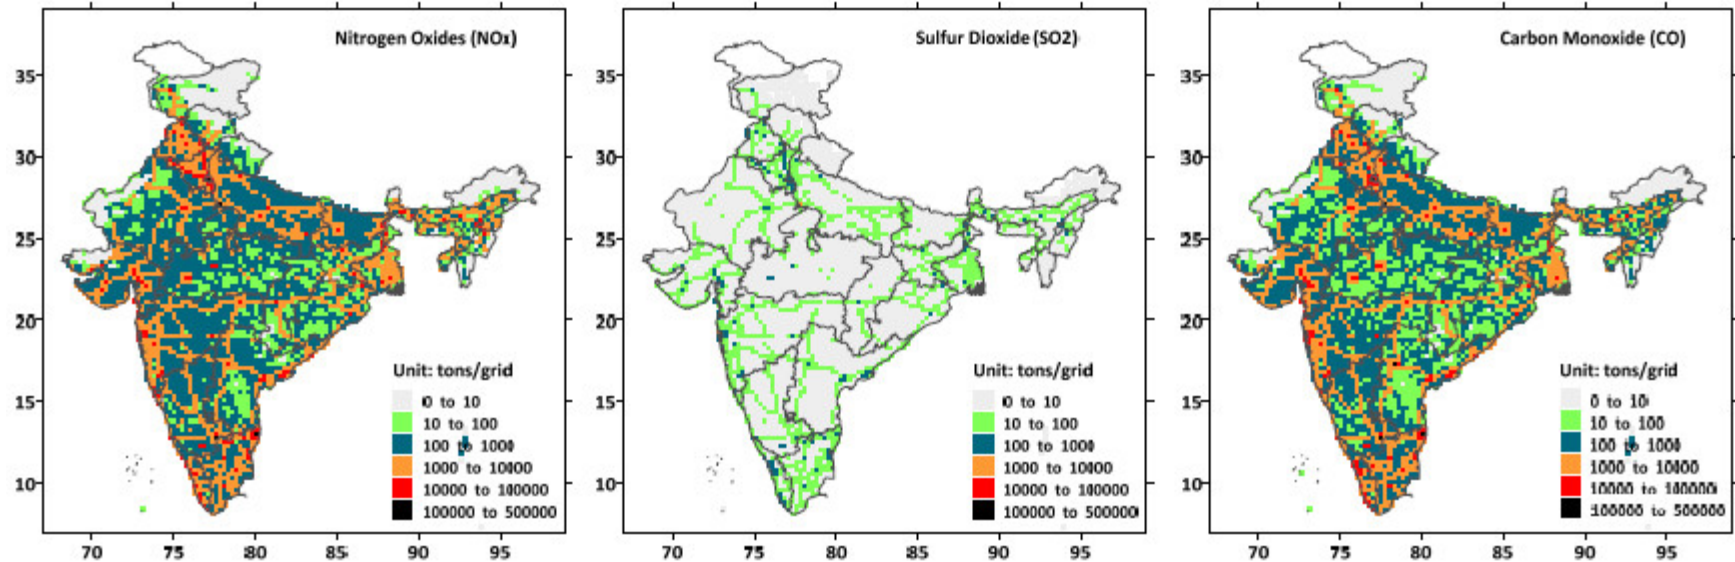 Nitrogen Oxides (NOx)
35
30
25
20
15
10
Unit: tons/grid
0 to 10
10 to 100
100 to 1000
1000 to 10000
10000 to 100000
100000 to 500000
70 75 80 85 90 95
Sulfur Dioxide (SO2)
35
30
25
20
15
10
Unit: tons/grid
0 to 10
10 to 100
100 to 1000
1000 to 10000
10000 to 100000
100000 to 500000
70 75 80 85 90 95
Carbon Monoxide (CO)
35
30
25
20
15
10
Unit: tons/grid
0 to 10
10 to 100
100 to 1000
1000 to 10000
10000 to 100000
100000 to 500000
70 75 80 85 90 95